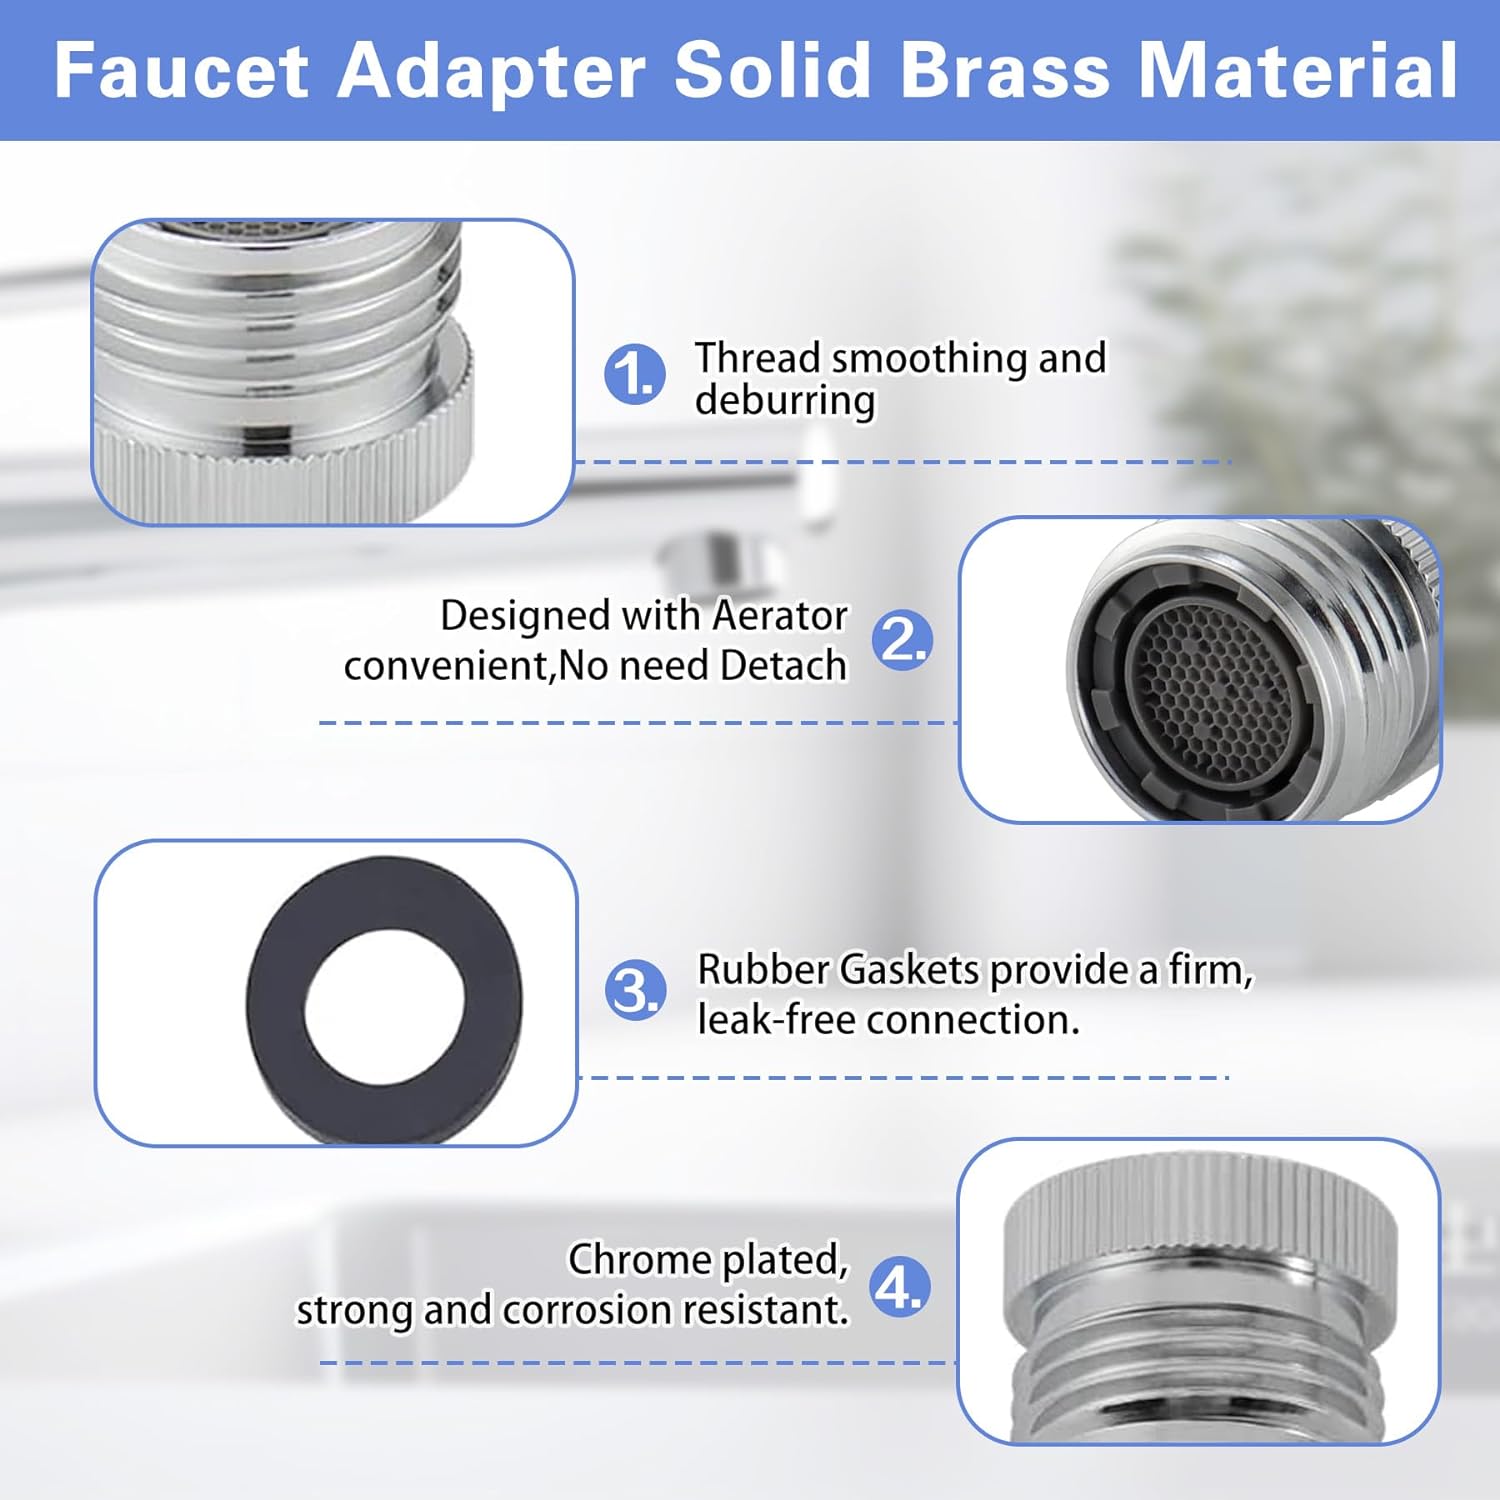 Faucet Adapter Solid Brass Material
1.
Thread smoothing and
deburring
Designed with Aerator
convenient,No need Detach
2.
3.
Rubber Gaskets provide a firm,
leak-free connection.
Chrome plated,
strong and corrosion resistant.
4.